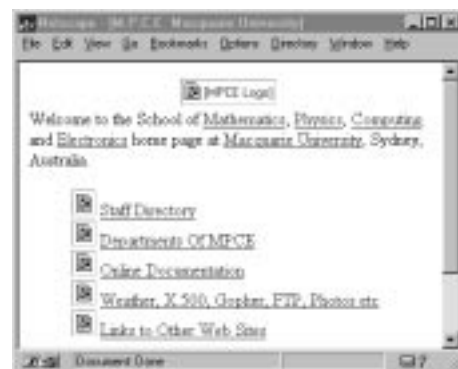 Netscape - [M.P.C.E. Macquarie University]
File Edit View Go Bookmarks Options Directory Window Help
[MPCE Logo]
Welcome to the School of Mathematics, Physics, Computing
and Electronics home page at Macquarie University, Sydney,
Australia.
Staff Directory
Departments Of MPCE
Online Documentation
Weather, X.500, Gopher, FTP, Photos etc
Links to Other Web Sites
Document Done